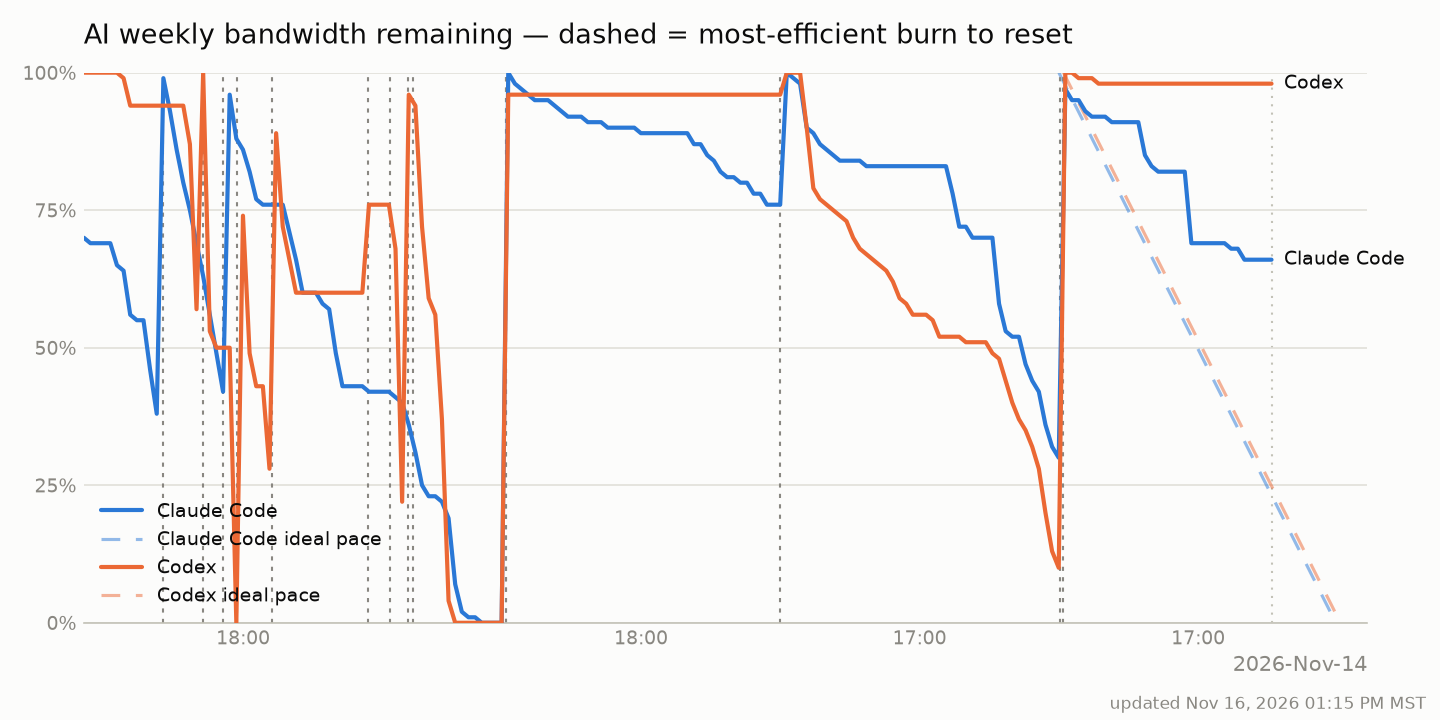 AI weekly bandwidth remaining — dashed = most-efficient burn to reset
100%
75%
50%
25%
0%
Codex
Claude Code
Claude Code
Claude Code ideal pace
Codex
Codex ideal pace
18:00 18:00 17:00 17:00
2026-Nov-14
updated Nov 16, 2026 01:15 PM MST